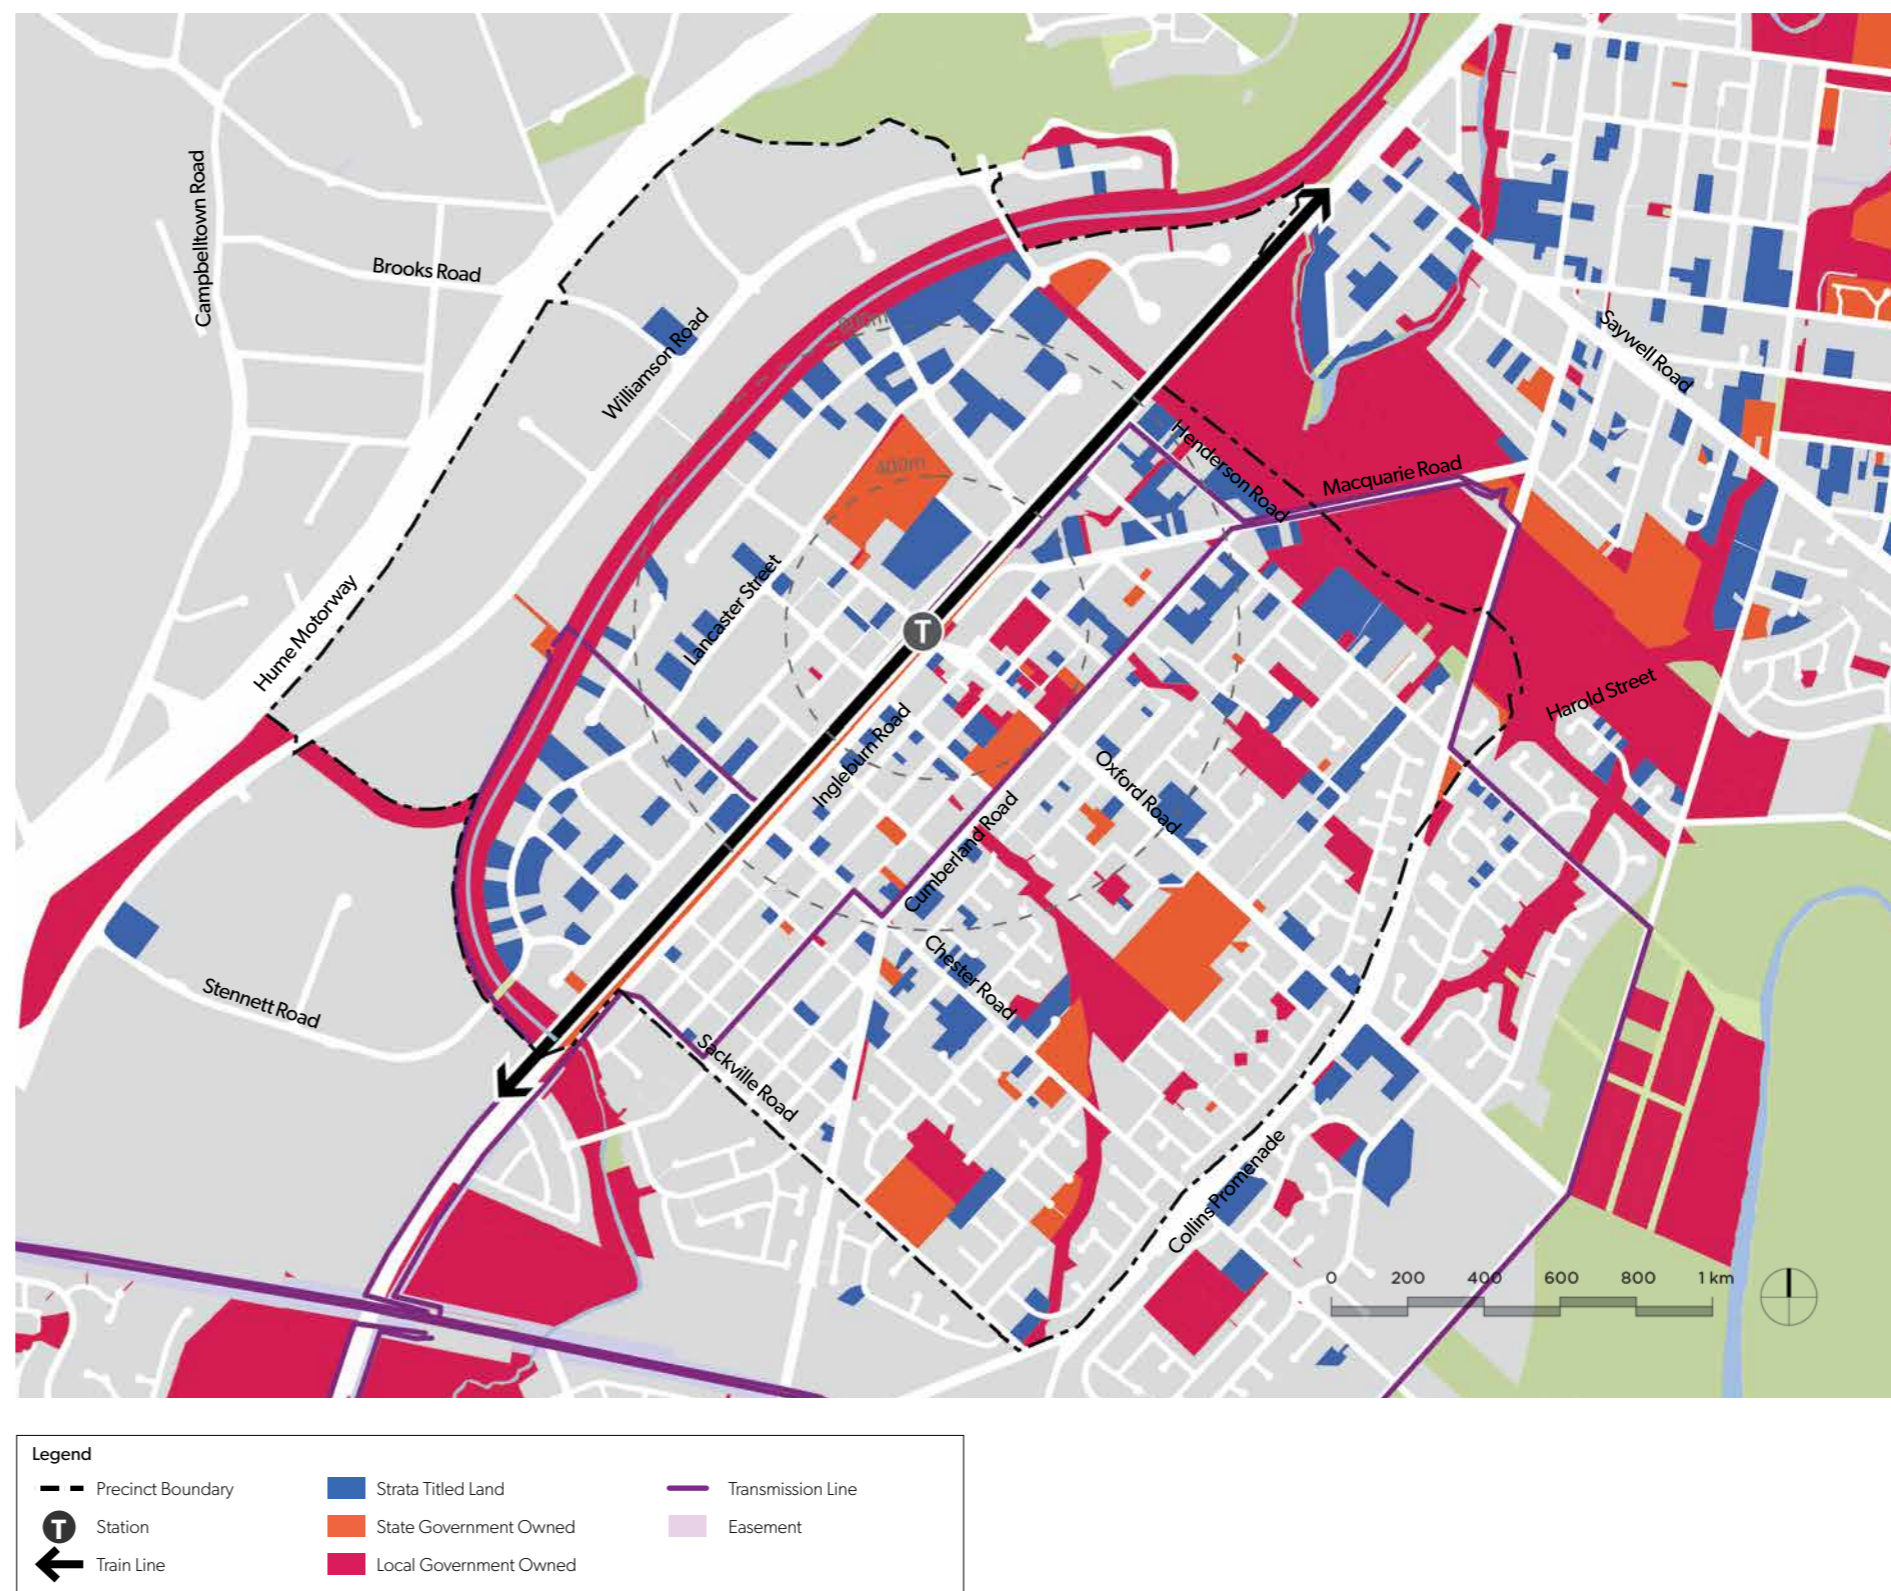 Campbelltown Road
Brooks Road
Williamson Road
Saywell Road
800m
Henderson Road
Macquarie Road
400m
Lancaster Street
Hume Motorway
T
Harold Street
Ingleburn Road
Oxford Road
Cumberland Road
Chester Road
Stennett Road
Sackville Road
Collins Promenade
0 200 400 600 800 1 km
Legend
Precinct Boundary
Strata Titled Land
Transmission Line
T Station
State Government Owned
Easement
Train Line
Local Government Owned